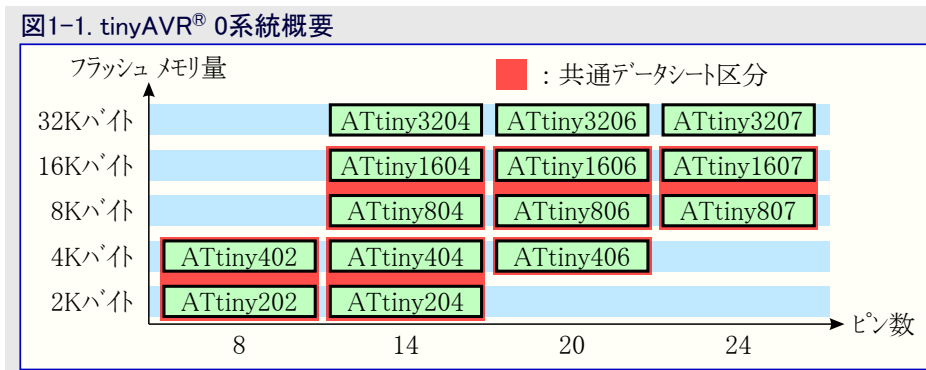 図1-1. tinyAVR® 0系統概要
フラッシュ メモリ量
: 共通データシート区分
32Kバイト ATtiny3204 ATtiny3206 ATtiny3207
16Kバイト ATtiny1604 ATtiny1606 ATtiny1607
8Kバイト ATtiny804 ATtiny806 ATtiny807
4Kバイト ATtiny402 ATtiny404 ATtiny406
2Kバイト ATtiny202 ATtiny204
ピン数
8 14 20 24